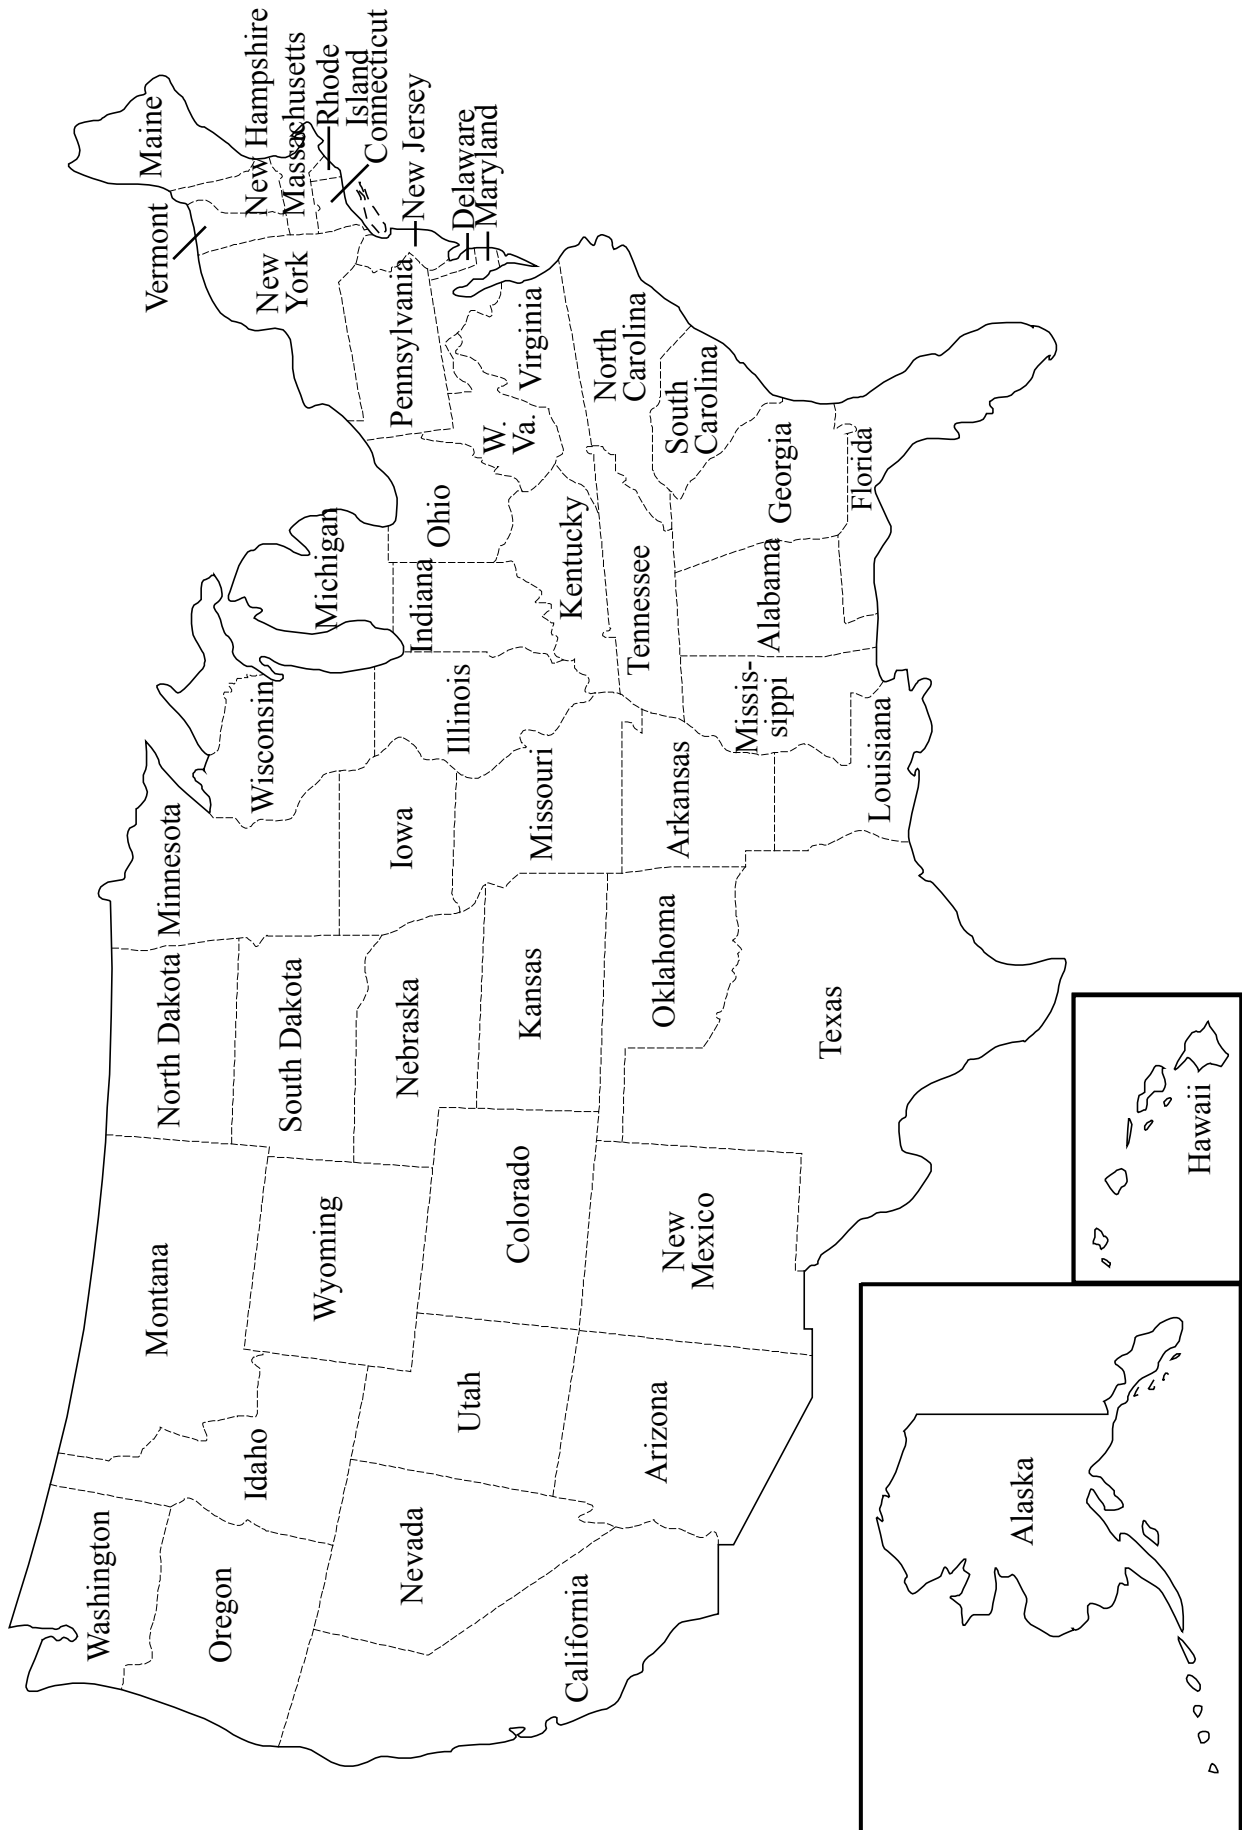 Washington
Oregon
California
Nevada
Idaho
Montana
Wyoming
Utah
Arizona
Colorado
New
Mexico
North Dakota
South Dakota
Nebraska
Kansas
Oklahoma
Texas
Minnesota
Iowa
Missouri
Arkansas
Louisiana
Wisconsin
Illinois
Michigan
Indiana
Ohio
Kentucky
Tennessee
Missis-
sippi
Alabama
Georgia
Florida
South
Carolina
North
Carolina
Virginia
W.
Va.
Pennsylvania
New
York
Vermont
Maine
New Hampshire
Massachusetts
Rhode
Island
Connecticut
New Jersey
Delaware
Maryland
Alaska
Hawaii